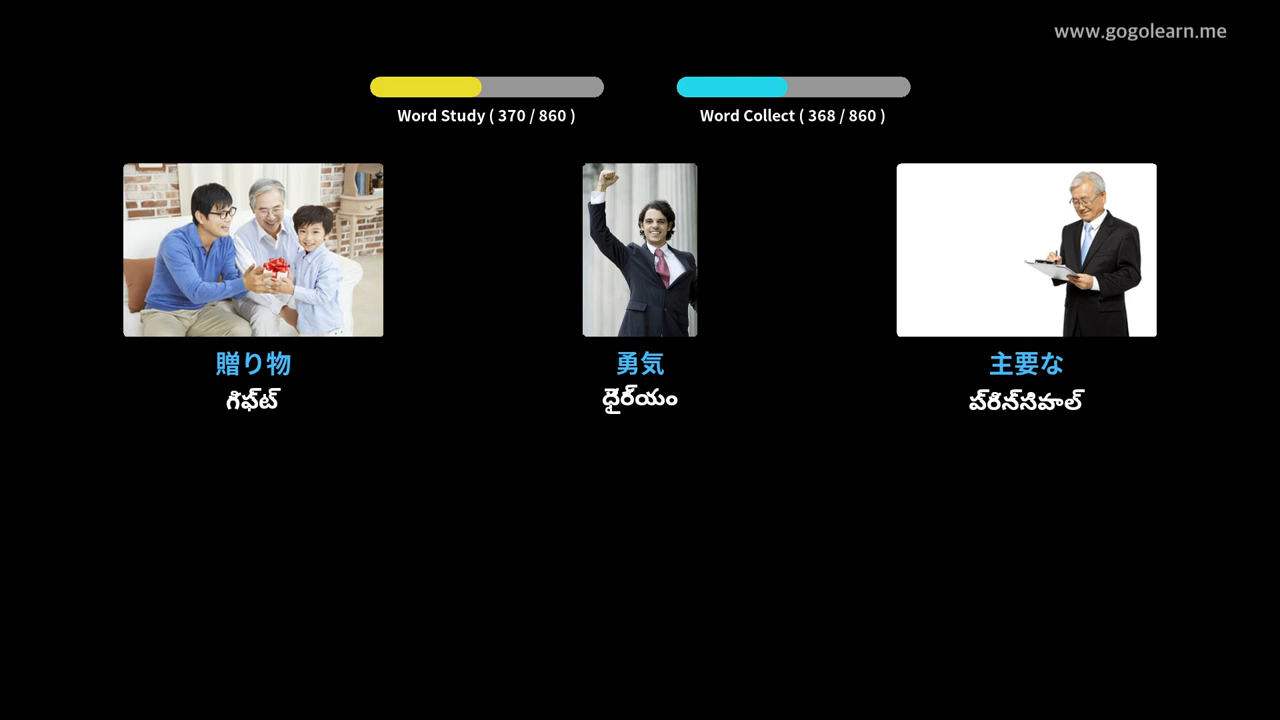 www.gogolearn.me
Word Study ( 370 / 860 )
Word Collect ( 368 / 860 )
贈り物
గిఫ్ట్
勇気
ధైర్యం
主要な
ప్రిన్సిపాల్